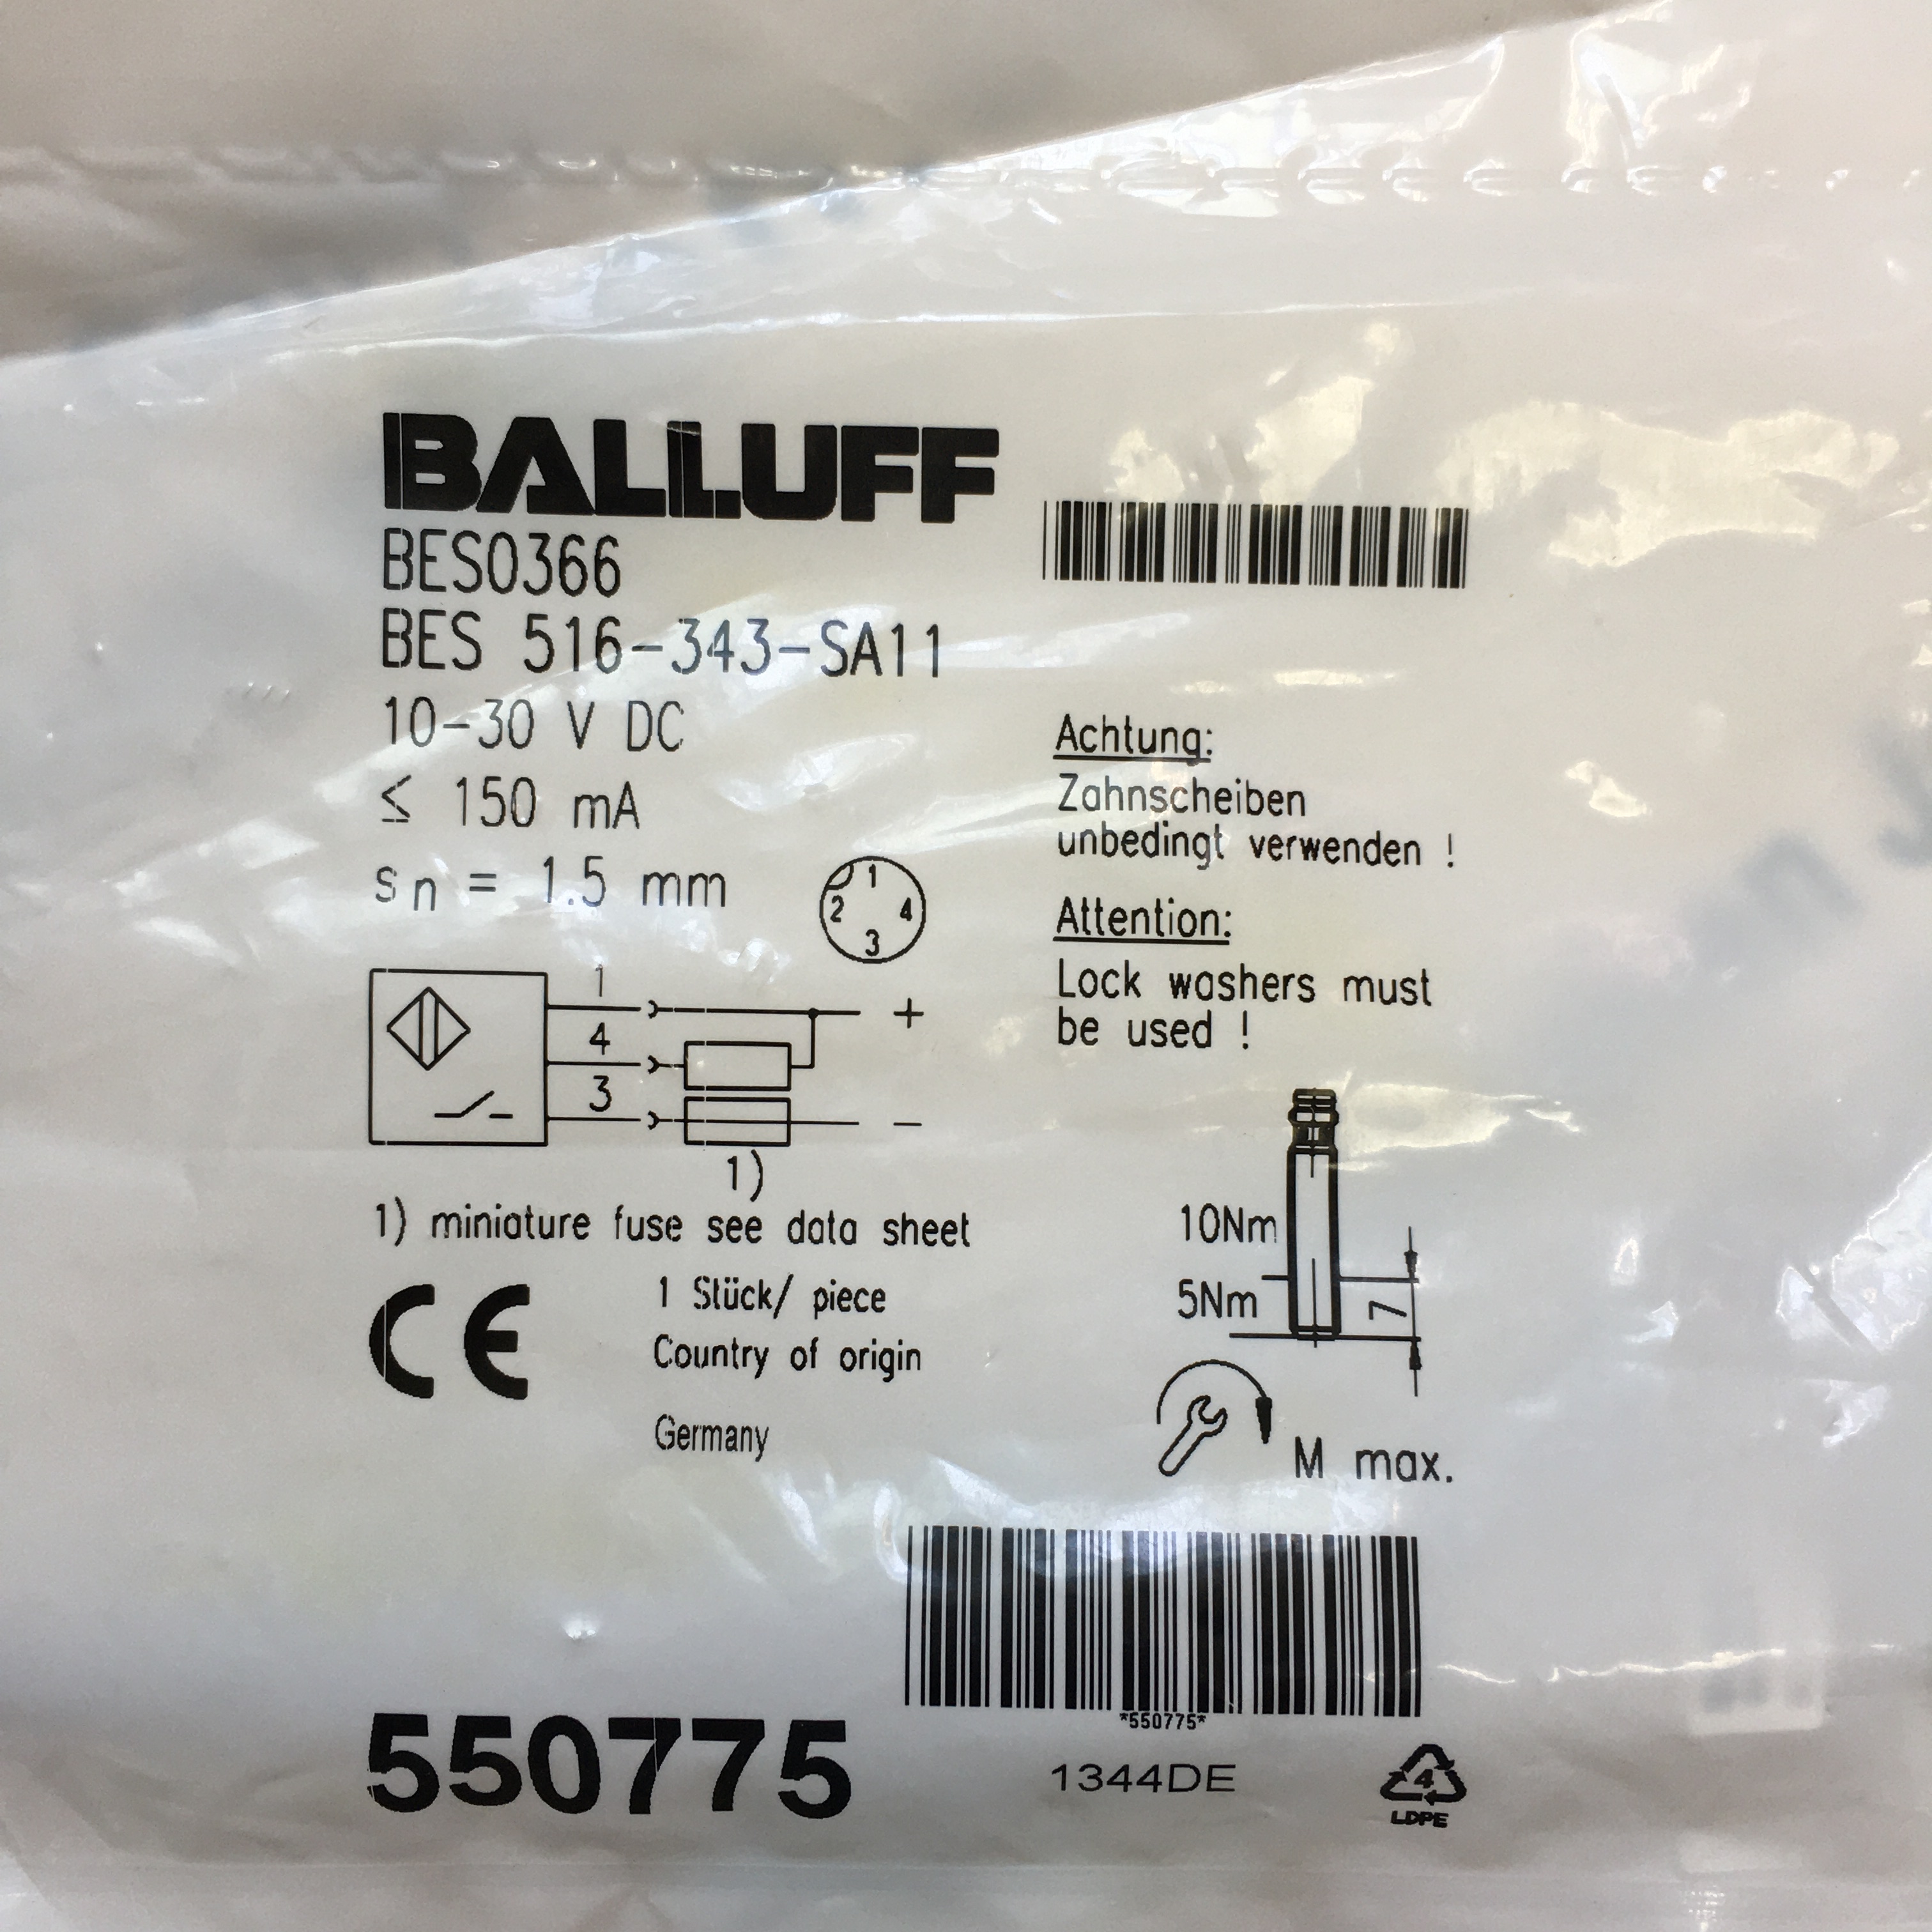 BALLUFF
BES0366
BES 516-343-SA11
10-30 V DC
≤ 150 mA
sn = 1.5 mm
1
2 4
3
Achtung:
Zahnscheiben
unbedingt verwenden !
Attention:
Lock washers must
be used !
1
+
4
3
-
1)
1) miniature fuse see data sheet
CE
1 Stück/ piece
Country of origin
Germany
10Nm
5Nm
7
M max.
*550775*
550775
1344DE
4
LDPE